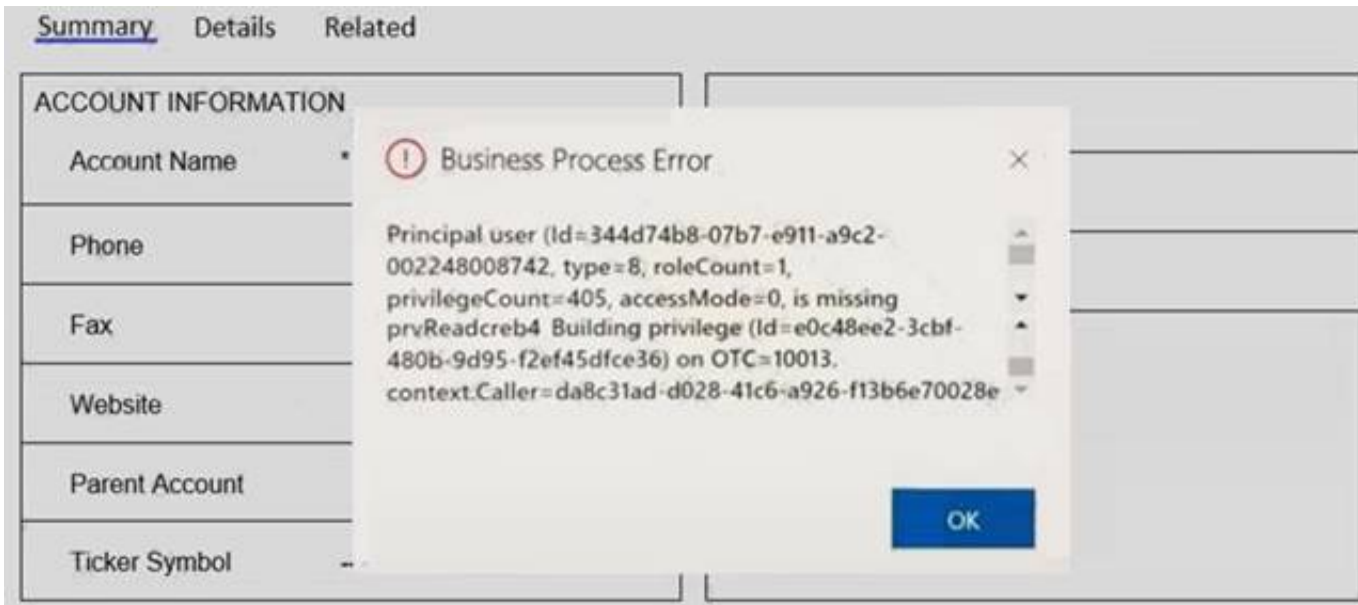 Summary Details Related
ACCOUNT INFORMATION
Account Name *
Phone
Fax
Website
Parent Account
Ticker Symbol --
Business Process Error
Principal user (Id=344d74b8-07b7-e911-a9c2-
002248008742, type=8, roleCount=1,
privilegeCount=405, accessMode=0, is missing
prvReadcreb4 Building privilege (Id=e0c48ee2-3cbf-
480b-9d95-f2ef45dfce36) on OTC=10013.
context.Caller=da8c31ad-d028-41c6-a926-f13b6e70028e
OK